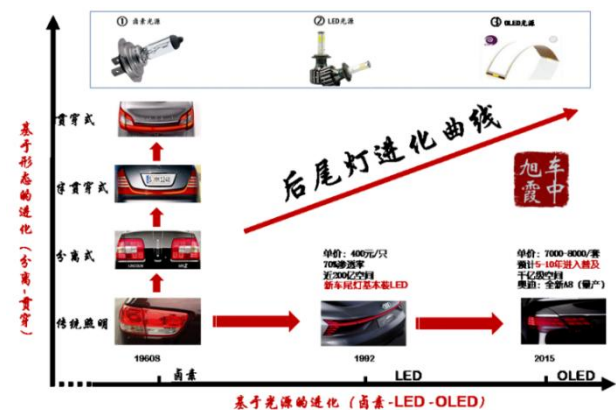 ① 卤素光源
② LED光源
③ OLED光源
后尾灯进化曲线
旭霞
车中
基于形态的进化(分离-贯穿)
贯穿式
半贯穿式
分离式
传统照明
单价:400元/只
70%渗透率
近200亿空间
新车尾灯基本装LED
单价:7000-8000/套
预计5-10年进入普及
千亿级空间
奥迪:全新A8(量产)
1960S
1992
2015
卤素
LED
OLED
基于光源的进化(卤素-LED-OLED)